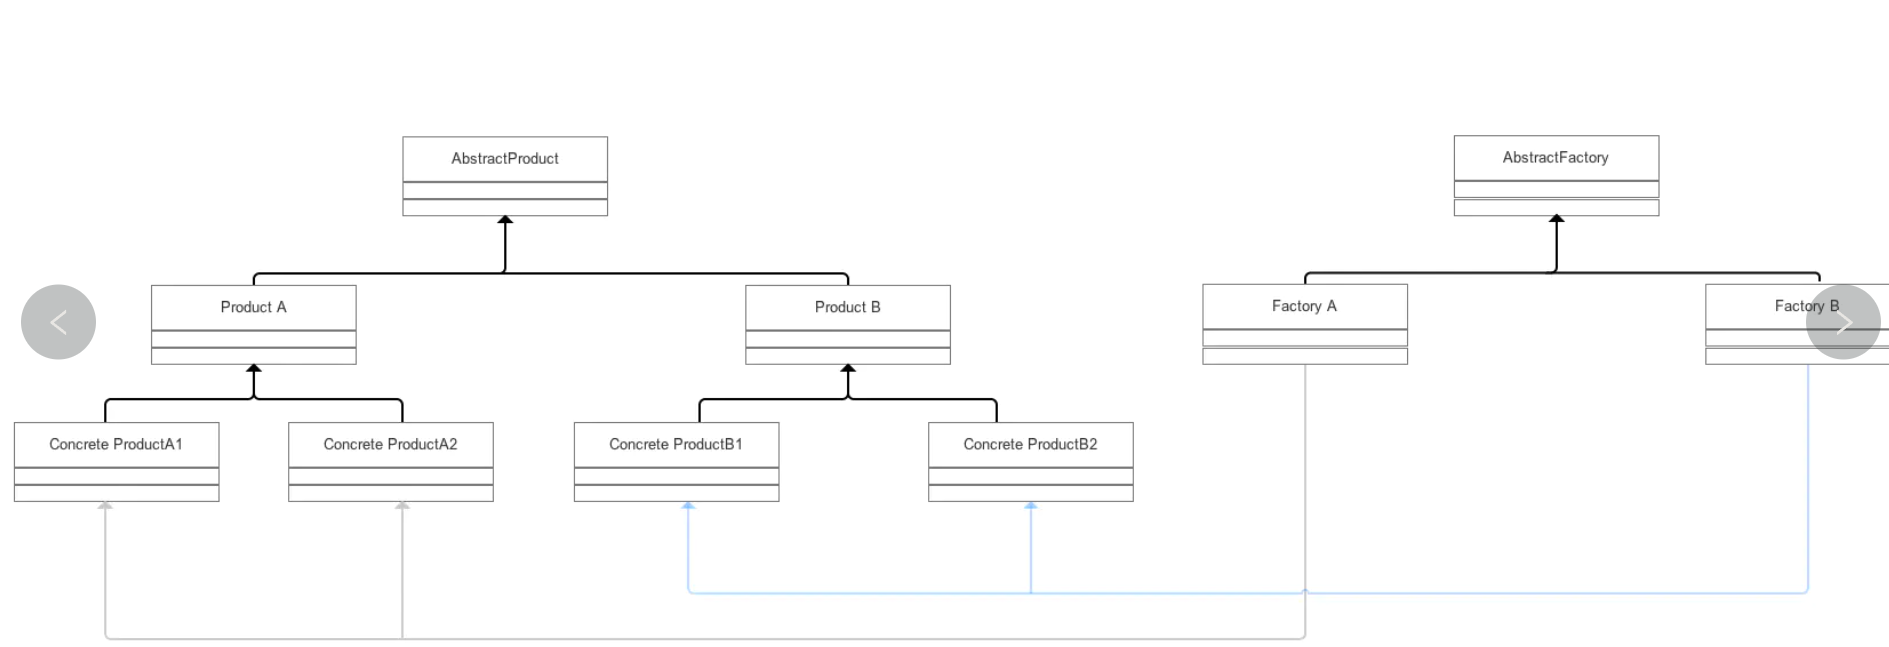 AbstractProduct
AbstractFactory
Product A
Product B
Factory A
Factory B
Concrete ProductA1
Concrete ProductA2
Concrete ProductB1
Concrete ProductB2